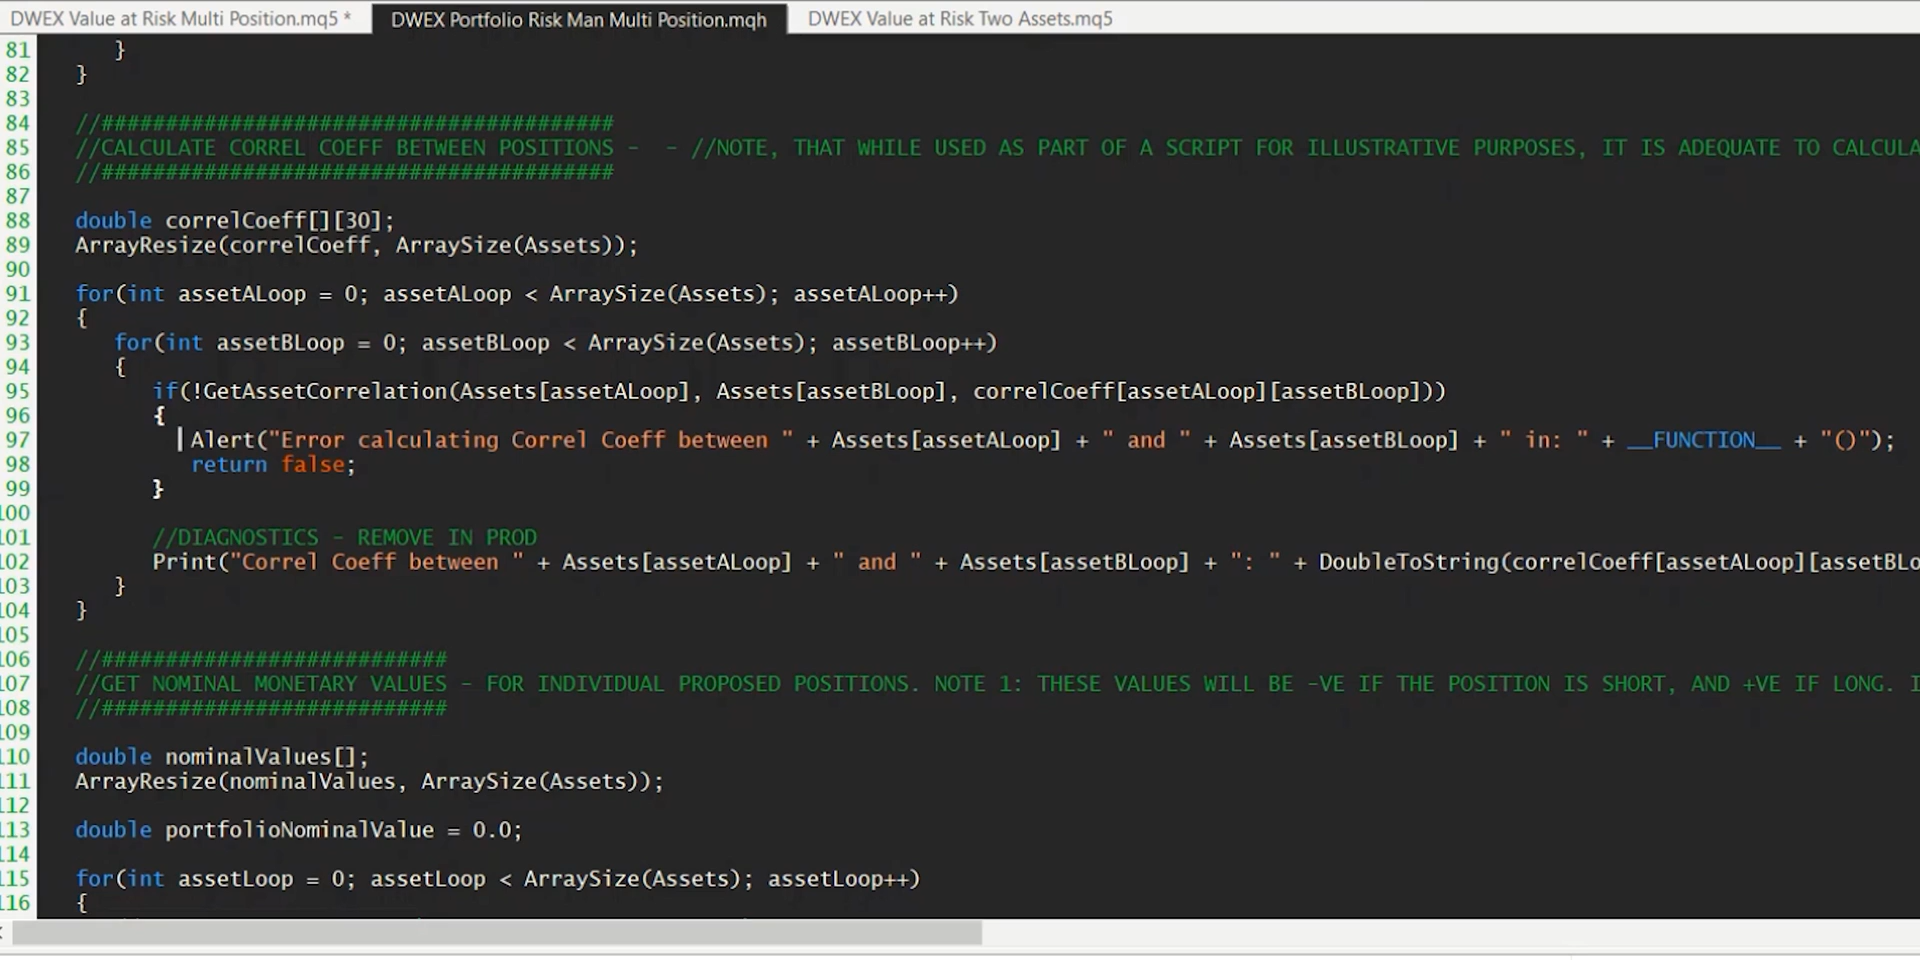 DWEX Value at Risk Multi Position.mq5 * DWEX Portfolio Risk Man Multi Position.mqh DWEX Value at Risk Two Assets.mq5
81 }
82 }
83
84 //########################################
85 //CALCULATE CORREL COEFF BETWEEN POSITIONS - - //NOTE, THAT WHILE USED AS PART OF A SCRIPT FOR ILLUSTRATIVE PURPOSES, IT IS ADEQUATE TO CALCULA
86 //########################################
87
88 double correlCoeff[][30];
89 ArrayResize(correlCoeff, ArraySize(Assets));
90
91 for(int assetALoop = 0; assetALoop < ArraySize(Assets); assetALoop++)
92 {
93 for(int assetBLoop = 0; assetBLoop < ArraySize(Assets); assetBLoop++)
94 {
95 if(!GetAssetCorrelation(Assets[assetALoop], Assets[assetBLoop], correlCoeff[assetALoop][assetBLoop]))
96 {
97 Alert("Error calculating Correl Coeff between " + Assets[assetALoop] + " and " + Assets[assetBLoop] + " in: " + __FUNCTION__ + "()");
98 return false;
99 }
100
101 //DIAGNOSTICS - REMOVE IN PROD
102 Print("Correl Coeff between " + Assets[assetALoop] + " and " + Assets[assetBLoop] + ": " + DoubleToString(correlCoeff[assetALoop][assetBLo
103 }
104 }
105
106 //###########################
107 //GET NOMINAL MONETARY VALUES - FOR INDIVIDUAL PROPOSED POSITIONS. NOTE 1: THESE VALUES WILL BE -VE IF THE POSITION IS SHORT, AND +VE IF LONG. I
108 //###########################
109
110 double nominalValues[];
111 ArrayResize(nominalValues, ArraySize(Assets));
112
113 double portfolioNominalValue = 0.0;
114
115 for(int assetLoop = 0; assetLoop < ArraySize(Assets); assetLoop++)
116 {